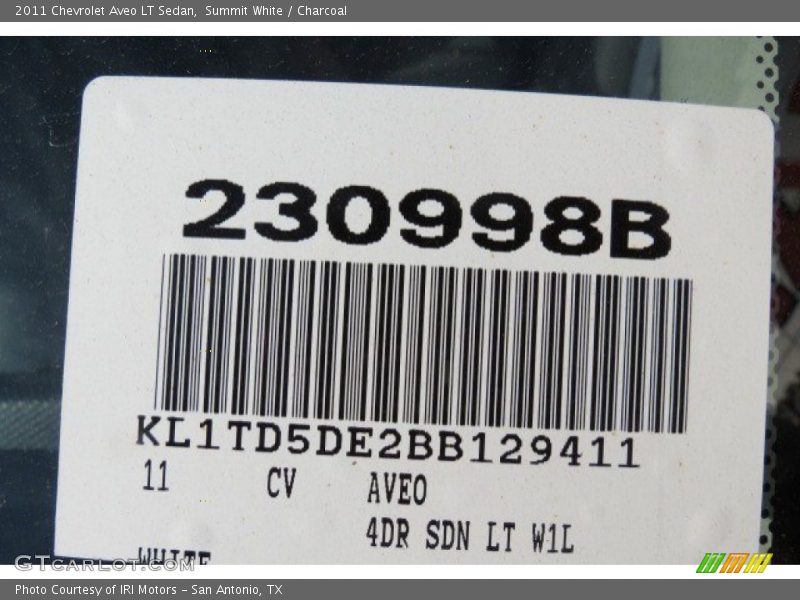 2011 Chevrolet Aveo LT Sedan,  Summit White / Charcoal
230998B
KL1TD5DE2BB129411
11 CV AVEO
4DR SDN LT W1L
WHITE
GTCarLot.com
Photo Courtesy of IRI Motors – San Antonio, TX